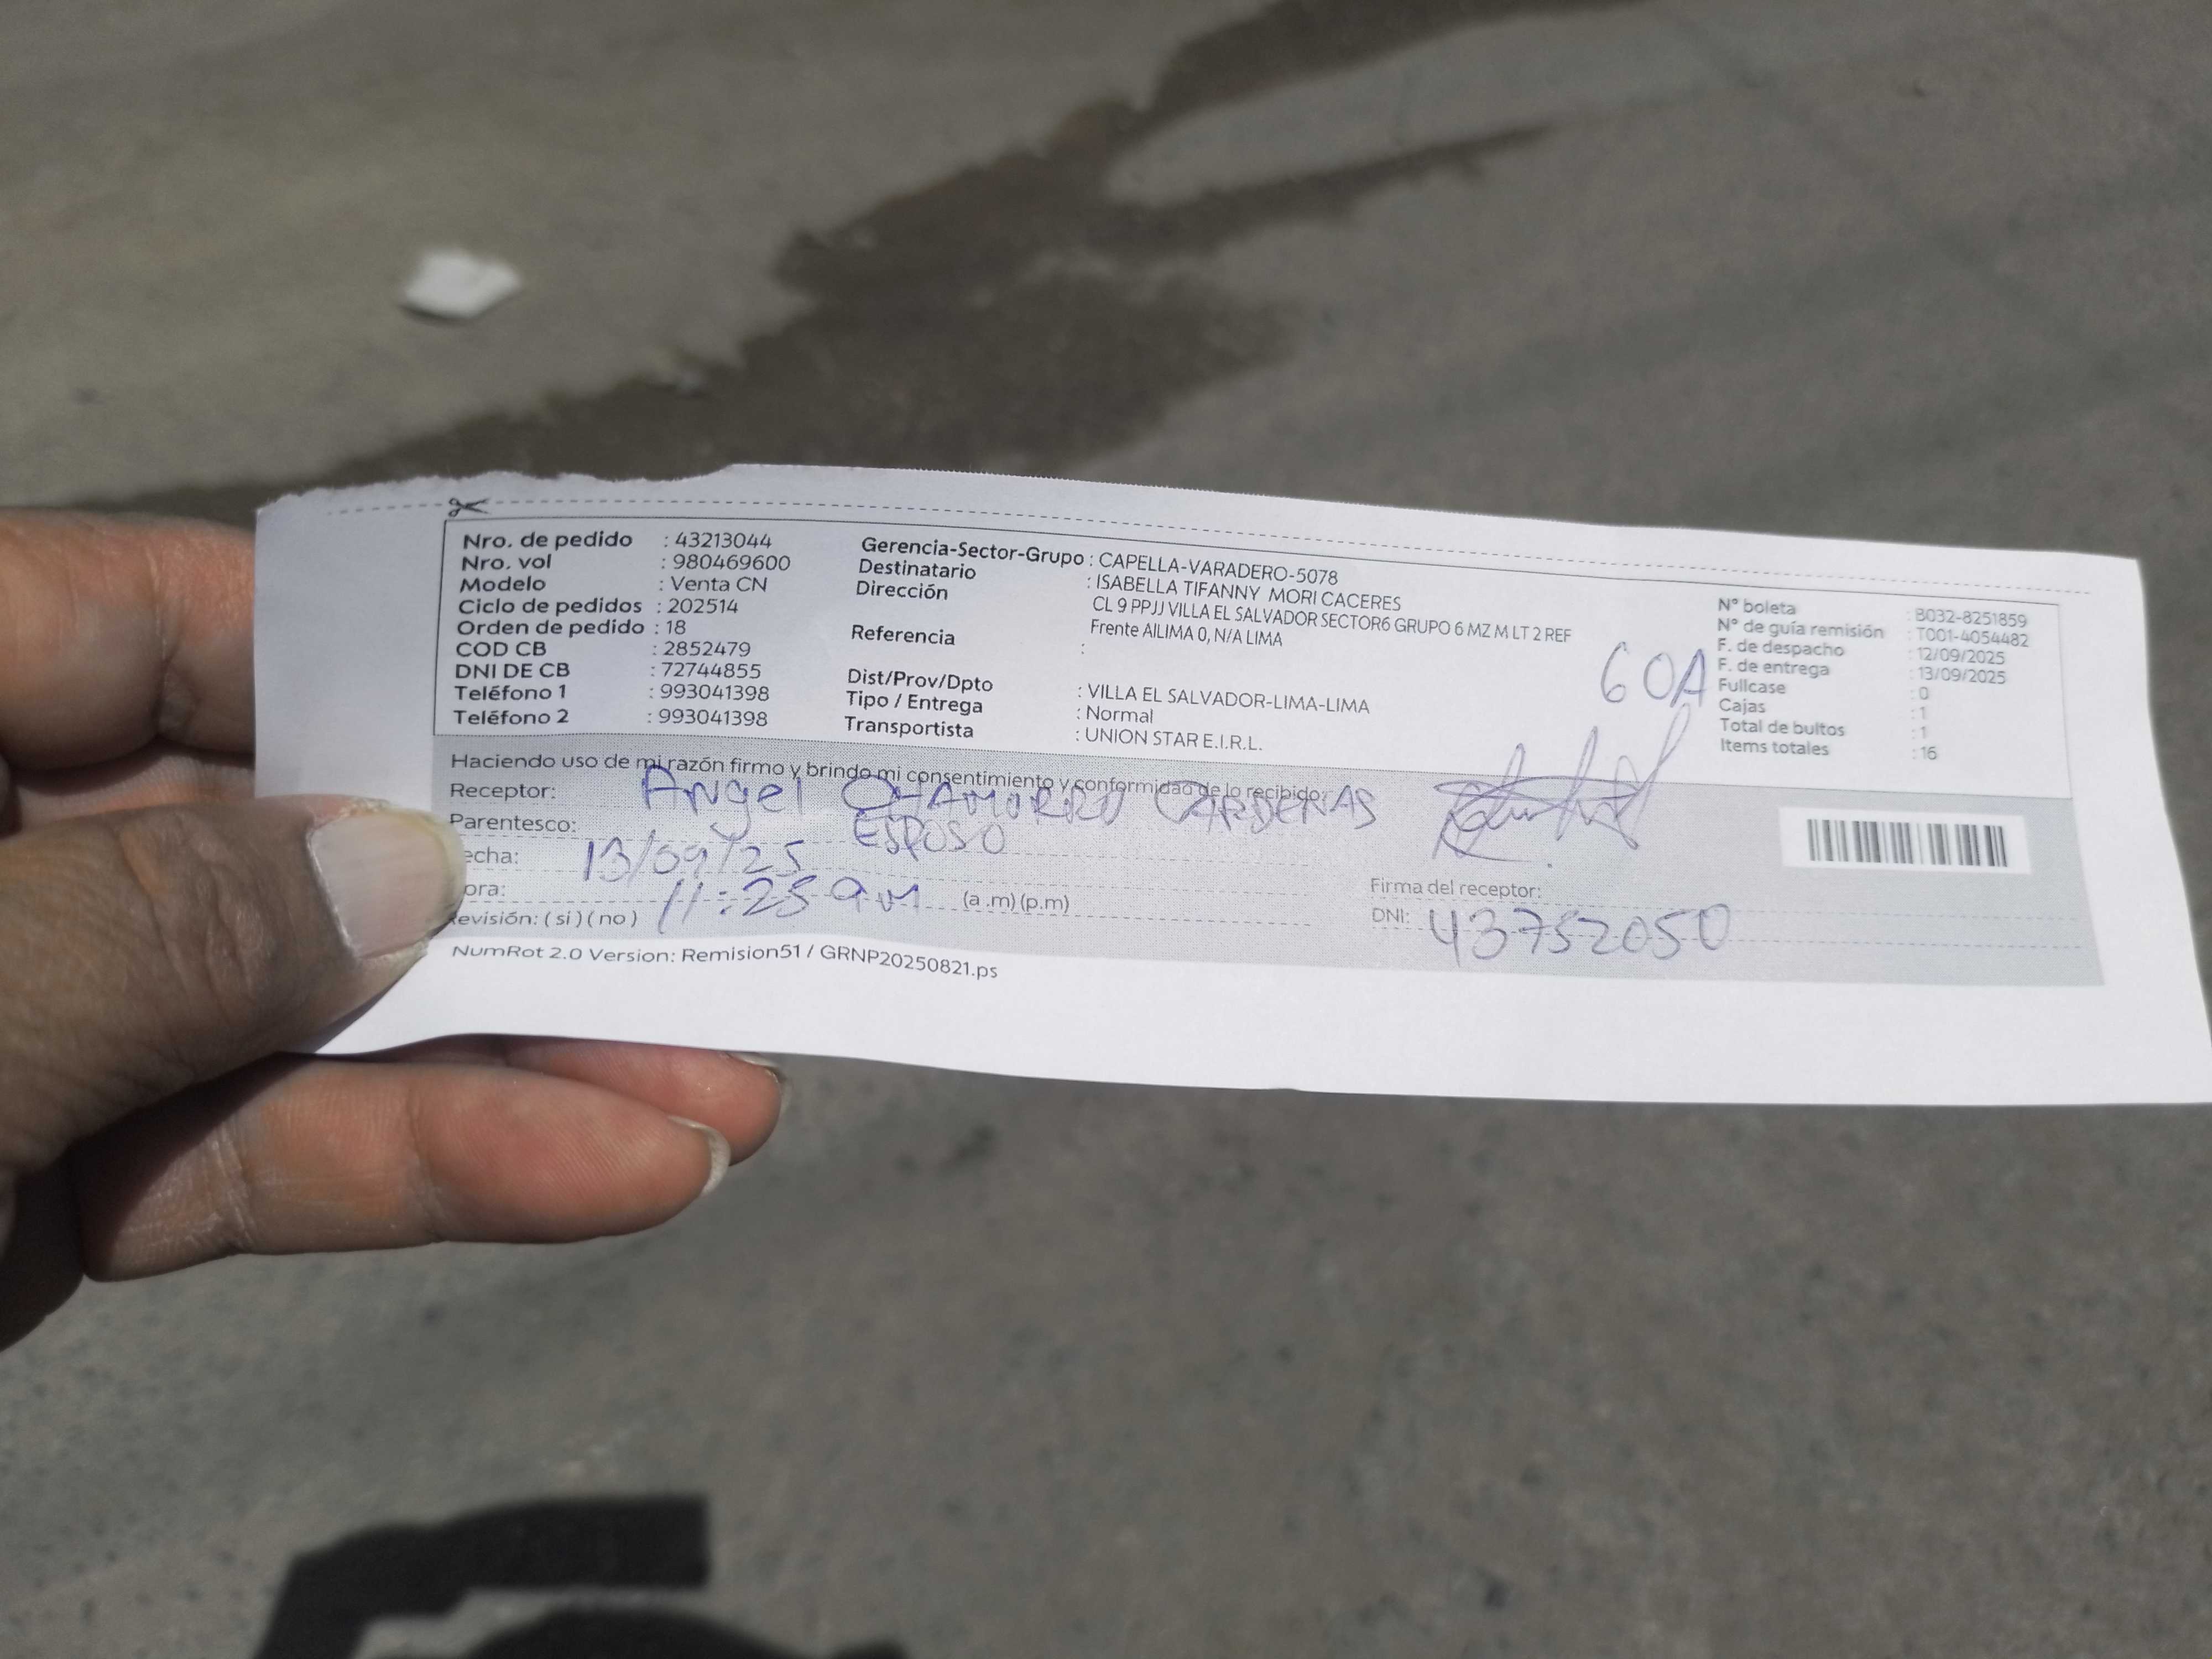 Nro. de pedido : 43213044
Nro. vol : 980469600
Modelo : Venta CN
Ciclo de pedidos : 202514
Orden de pedido : 18
COD CB : 2852479
DNI DE CB : 72744855
Teléfono 1 : 993041398
Teléfono 2 : 993041398
Gerencia-Sector-Grupo : CAPELLA-VARADERO-5078
Destinatario : ISABELLA TIFANNY MORI CACERES
Dirección CL 9 PPJJ VILLA EL SALVADOR SECTOR6 GRUPO 6 MZ M LT 2 REF
Frente AILIMA 0, N/A LIMA
Referencia :
Dist/Prov/Dpto : VILLA EL SALVADOR-LIMA-LIMA
Tipo / Entrega : Normal
Transportista : UNION STAR E.I.R.L.
60A
N° boleta : B032-8251859
N° de guía remisión : T001-4054482
F. de despacho : 12/09/2025
F. de entrega : 13/09/2025
Fullcase : 0
Cajas : 1
Total de bultos : 1
Items totales : 16
Haciendo uso de mi razón firmo y brindo mi consentimiento y conformidad de lo recibido:
Receptor: Angel CHAMORRO CARDENAS
Parentesco: ESPOSO
echa: 13/09/25
ora: 11:25 am (a .m) (p.m)
evisión: ( si ) ( no )
Firma del receptor:
DNI: 43752050
NumRot 2.0 Version: Remision51 / GRNP20250821.ps